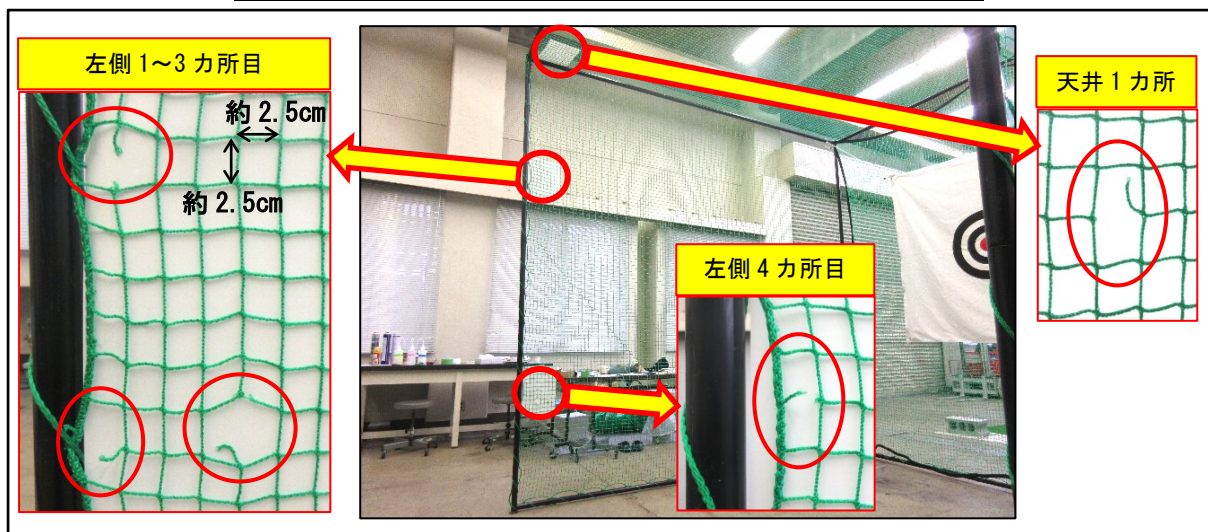 左側 1～3 カ所目
約 2.5cm
約 2.5cm
左側 4 カ所目
天井 1 カ所